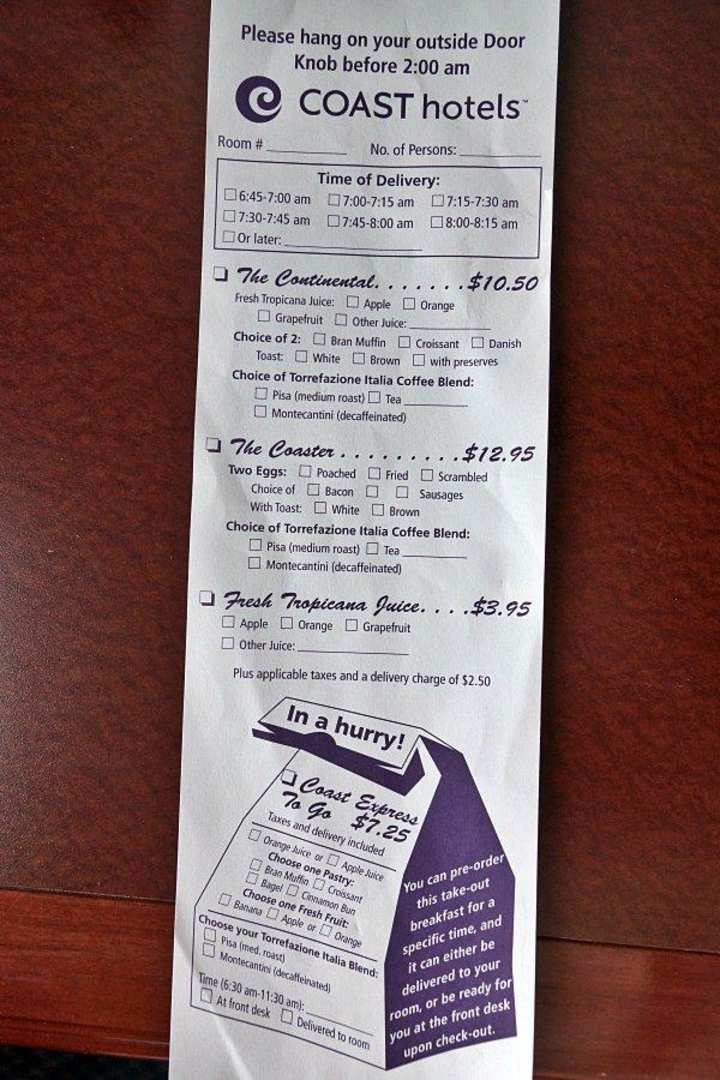 Please hang on your outside Door
Knob before 2:00 am
COAST hotels™
Room # ________ No. of Persons: ________
Time of Delivery:
☐ 6:45-7:00 am ☐ 7:00-7:15 am ☐ 7:15-7:30 am
☐ 7:30-7:45 am ☐ 7:45-8:00 am ☐ 8:00-8:15 am
☐ Or later: ________
❏ The Continental. . . . . . . $10.50
Fresh Tropicana Juice: ☐ Apple ☐ Orange
☐ Grapefruit ☐ Other Juice: ________
Choice of 2: ☐ Bran Muffin ☐ Croissant ☐ Danish
Toast: ☐ White ☐ Brown ☐ with preserves
Choice of Torrefazione Italia Coffee Blend:
☐ Pisa (medium roast) ☐ Tea ________
☐ Montecantini (decaffeinated)
❏ The Coaster . . . . . . . . . $12.95
Two Eggs: ☐ Poached ☐ Fried ☐ Scrambled
Choice of ☐ Bacon ☐ ☐ Sausages
With Toast: ☐ White ☐ Brown
Choice of Torrefazione Italia Coffee Blend:
☐ Pisa (medium roast) ☐ Tea ________
☐ Montecantini (decaffeinated)
❏ Fresh Tropicana Juice. . . . $3.95
☐ Apple ☐ Orange ☐ Grapefruit
☐ Other Juice: ________
Plus applicable taxes and a delivery charge of $2.50
In a hurry!
❏ Coast Express
To Go $7.25
Taxes and delivery included
☐ Orange Juice or ☐ Apple Juice
Choose one Pastry:
☐ Bran Muffin ☐ Croissant
☐ Bagel ☐ Cinnamon Bun
Choose one Fresh Fruit:
☐ Banana ☐ Apple or ☐ Orange
Choose your Torrefazione Italia Blend:
☐ Pisa (med. roast)
☐ Montecantini (decaffeinated)
Time (6:30 am-11:30 am): ________
☐ At front desk ☐ Delivered to room
You can pre-order
this take-out
breakfast for a
specific time, and
it can either be
delivered to your
room, or be ready for
you at the front desk
upon check-out.